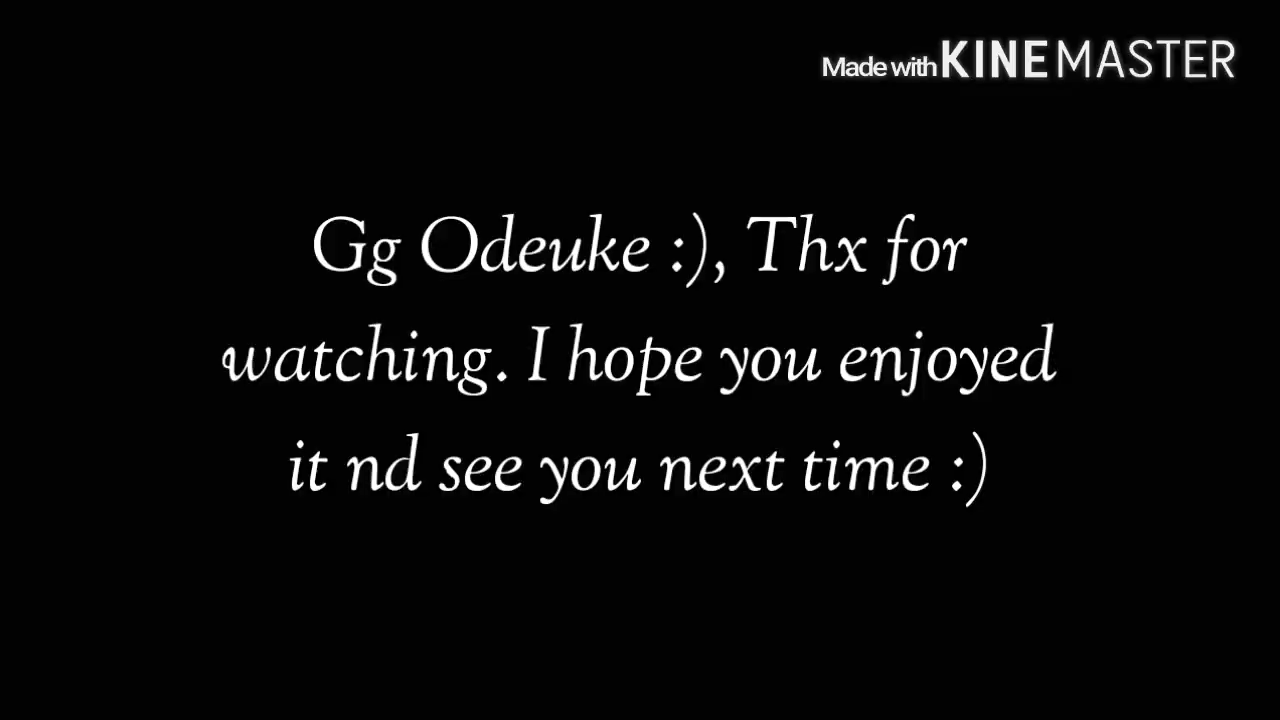 Made with KINEMASTER
Gg Odeuke :), Thx for
watching. I hope you enjoyed
it nd see you next time :)